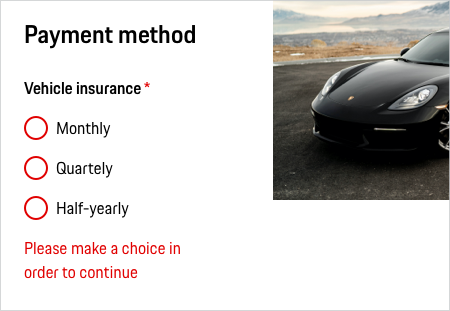 Payment method
Vehicle insurance *
Monthly
Quartely
Half-yearly
Please make a choice in
order to continue